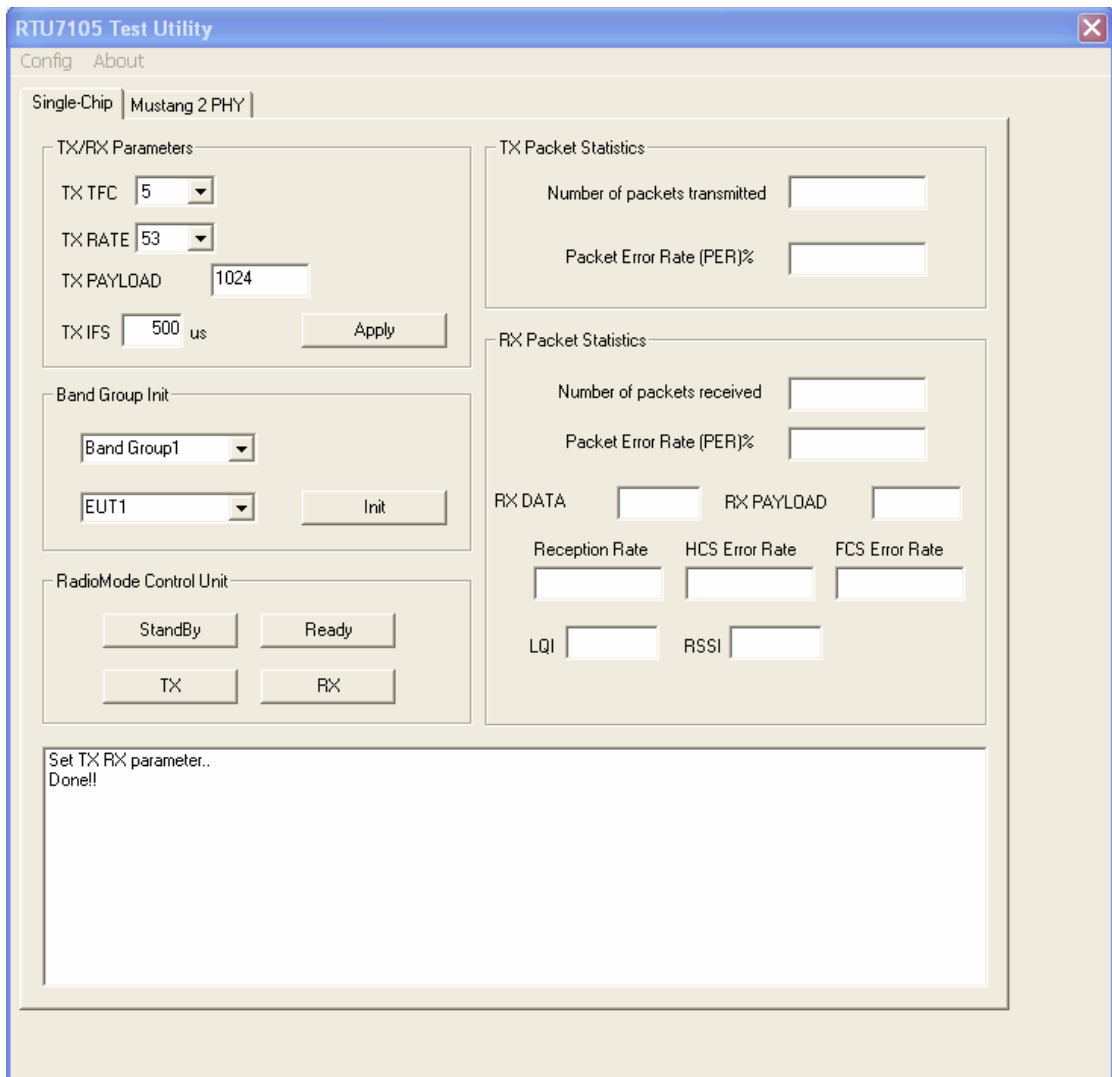 RTU7105 Test Utility
Config About
Single-Chip Mustang 2 PHY
TX/RX Parameters
TX TFC 5
TX RATE 53
TX PAYLOAD 1024
TX IFS 500 us Apply
Band Group Init
Band Group1
EUT1 Init
RadioMode Control Unit
StandBy Ready
TX RX
TX Packet Statistics
Number of packets transmitted
Packet Error Rate (PER)%
RX Packet Statistics
Number of packets received
Packet Error Rate (PER)%
RX DATA RX PAYLOAD
Reception Rate HCS Error Rate FCS Error Rate
LQI RSSI
Set TX RX parameter..
Done!!